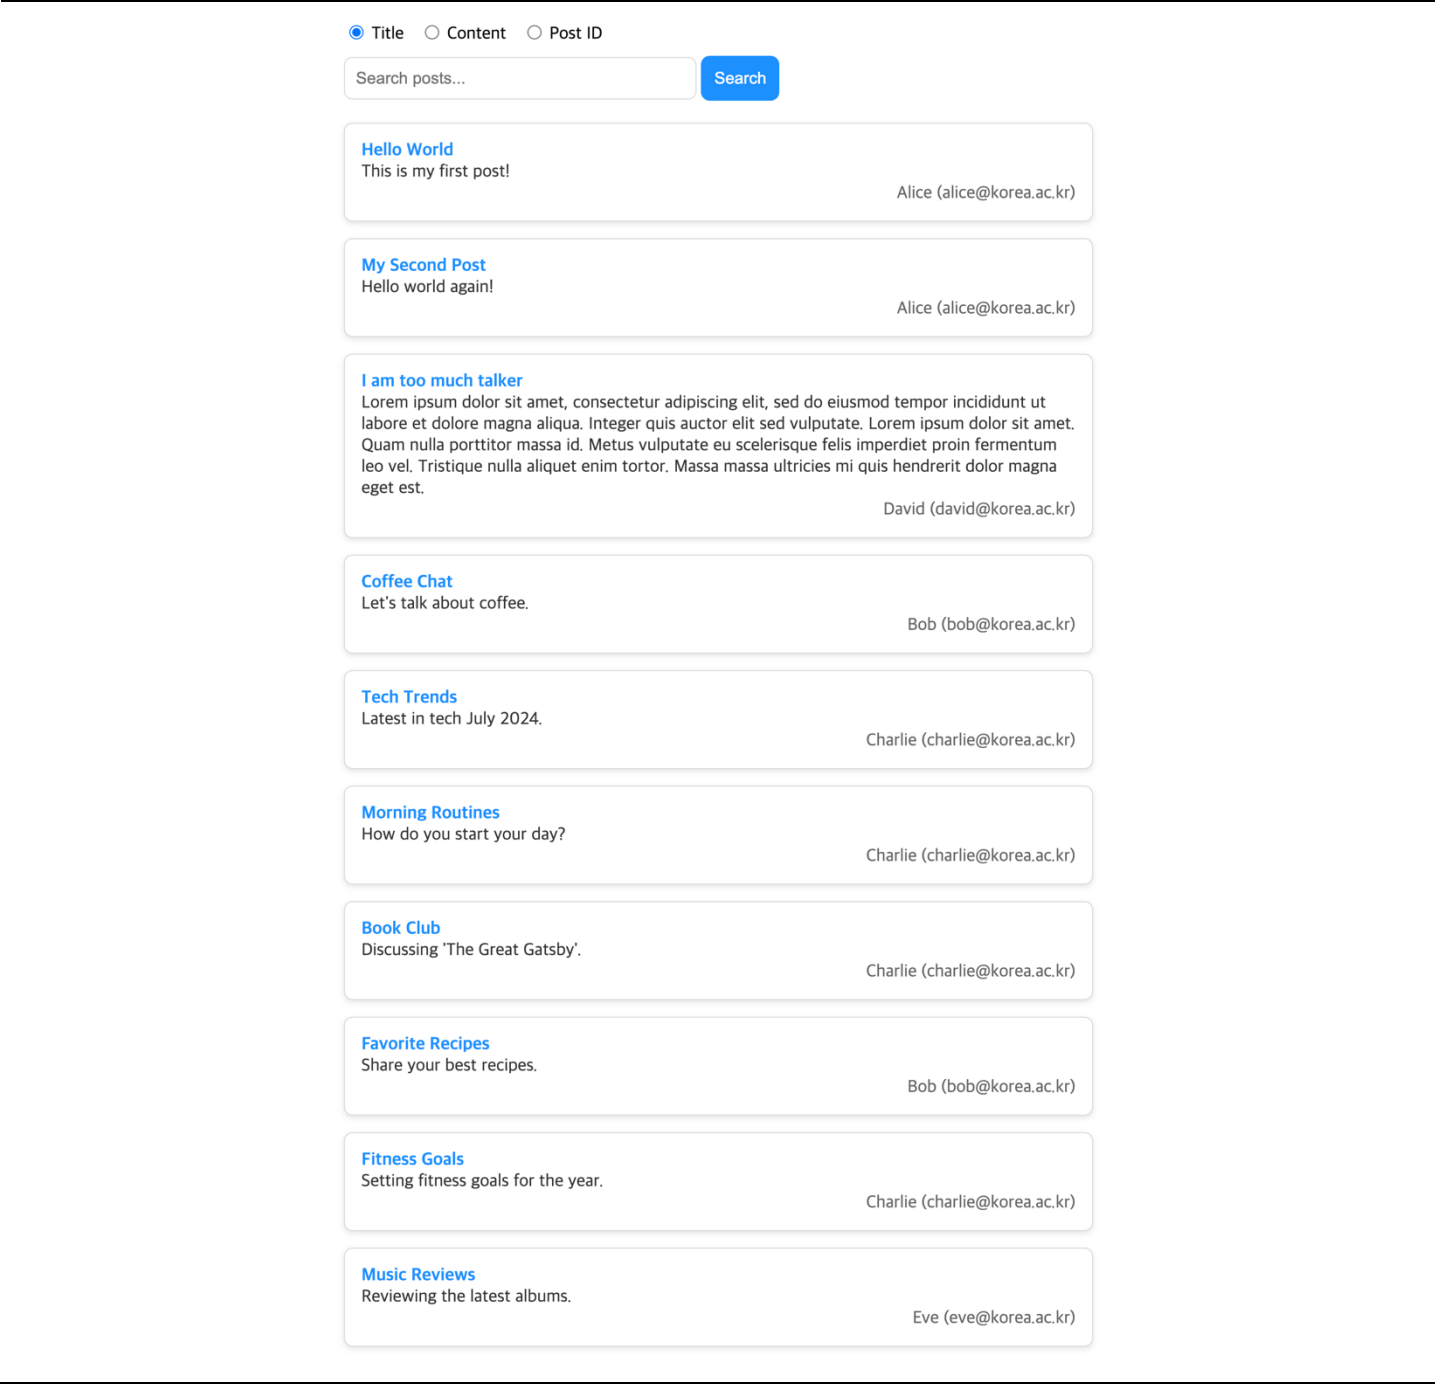 Title Content Post ID
Search posts... Search
Hello World
This is my first post!
Alice (alice@korea.ac.kr)
My Second Post
Hello world again!
Alice (alice@korea.ac.kr)
I am too much talker
Lorem ipsum dolor sit amet, consectetur adipiscing elit, sed do eiusmod tempor incididunt ut
labore et dolore magna aliqua. Integer quis auctor elit sed vulputate. Lorem ipsum dolor sit amet.
Quam nulla porttitor massa id. Metus vulputate eu scelerisque felis imperdiet proin fermentum
leo vel. Tristique nulla aliquet enim tortor. Massa massa ultricies mi quis hendrerit dolor magna
eget est.
David (david@korea.ac.kr)
Coffee Chat
Let's talk about coffee.
Bob (bob@korea.ac.kr)
Tech Trends
Latest in tech July 2024.
Charlie (charlie@korea.ac.kr)
Morning Routines
How do you start your day?
Charlie (charlie@korea.ac.kr)
Book Club
Discussing 'The Great Gatsby'.
Charlie (charlie@korea.ac.kr)
Favorite Recipes
Share your best recipes.
Bob (bob@korea.ac.kr)
Fitness Goals
Setting fitness goals for the year.
Charlie (charlie@korea.ac.kr)
Music Reviews
Reviewing the latest albums.
Eve (eve@korea.ac.kr)